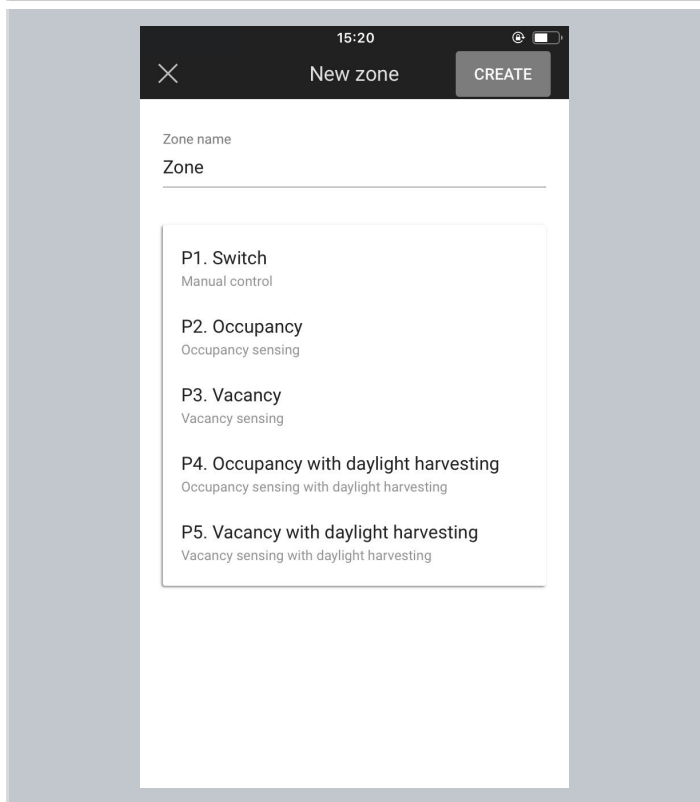 15:20
New zone
CREATE
Zone name
Zone
P1. Switch
Manual control
P2. Occupancy
Occupancy sensing
P3. Vacancy
Vacancy sensing
P4. Occupancy with daylight harvesting
Occupancy sensing with daylight harvesting
P5. Vacancy with daylight harvesting
Vacancy sensing with daylight harvesting